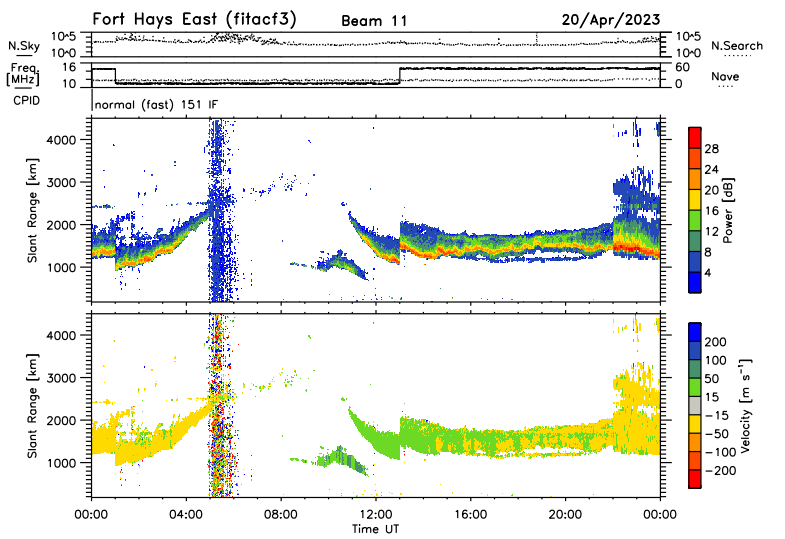 Fort Hays East (fitacf3) Beam 11 20/Apr/2023
N.Sky 10^5 10^0 10^5 10^0 N.Search
Freq. [MHz] 16 10 60 0 Nave
CPID normal (fast) 151 IF
Slant Range [km] 4000 3000 2000 1000
Power [dB] 28 24 20 16 12 8 4
Slant Range [km] 4000 3000 2000 1000
Velocity [m s⁻¹] 200 100 50 15 -15 -50 -100 -200
00:00 04:00 08:00 12:00 16:00 20:00 00:00
Time UT